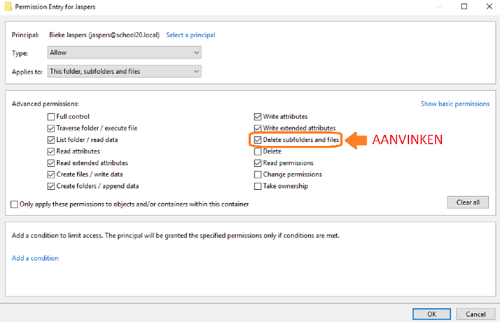 Permission Entry for Jaspers
Principal: Bieke Jaspers (jaspers@school20.local) Select a principal
Type: Allow
Applies to: This folder, subfolders and files
Advanced permissions: Show basic permissions
Full control
Traverse folder / execute file
List folder / read data
Read attributes
Read extended attributes
Create files / write data
Create folders / append data
Write attributes
Write extended attributes
Delete subfolders and files AANVINKEN
Delete
Read permissions
Change permissions
Take ownership
Only apply these permissions to objects and/or containers within this container
Clear all
Add a condition to limit access. The principal will be granted the specified permissions only if conditions are met.
Add a condition
OK Cancel